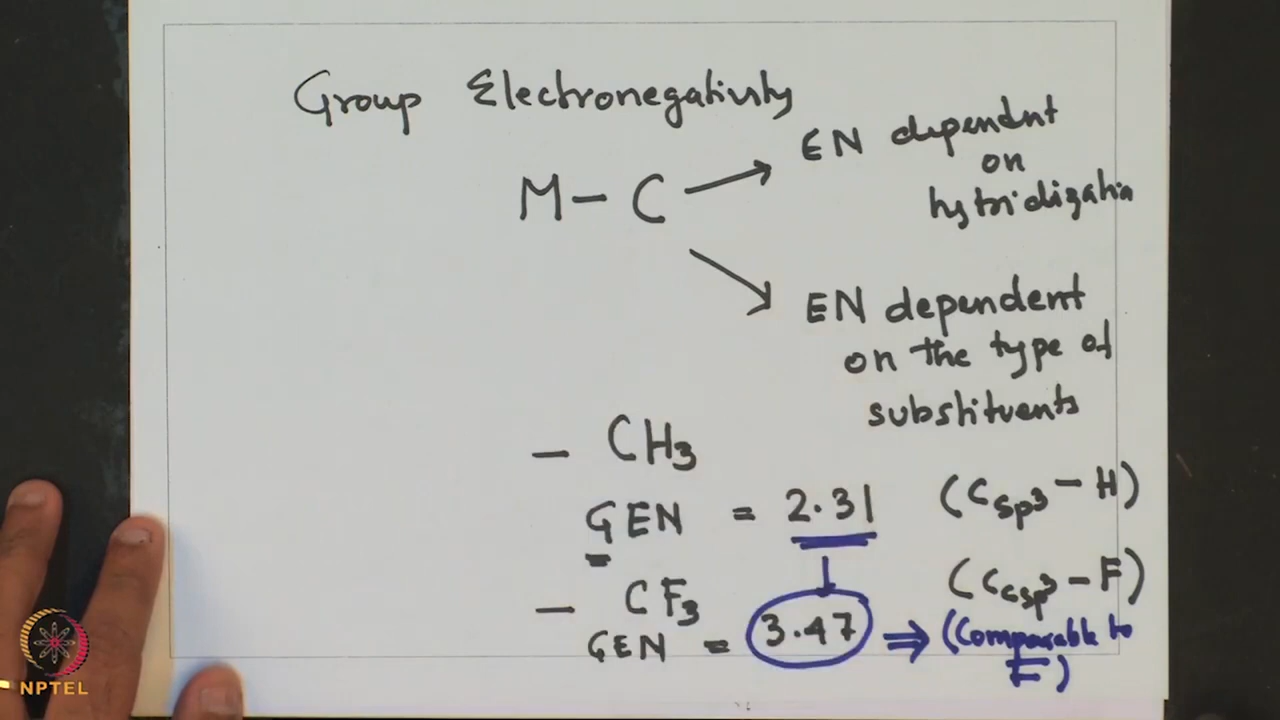 Group Electronegativity
M - C → EN dependent
on
hybridization
EN dependent
on the type of
substituents
- CH3
GEN = 2.31 (Csp3 - H)
- CF3 (Ccsp3 - F)
GEN = 3.47 ⇒ (Comparable to
F)
NPTEL